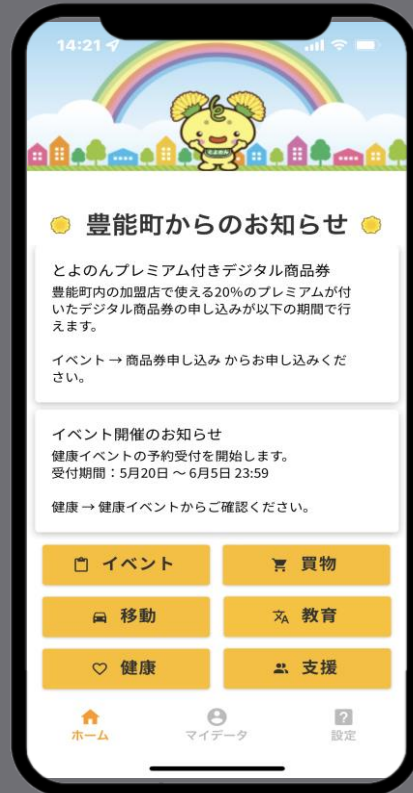 14:21
豊能町からのお知らせ
とよのんプレミアム付きデジタル商品券
豊能町内の加盟店で使える20%のプレミアムが付
いたデジタル商品券の申し込みが以下の期間で行
えます。
イベント → 商品券申し込み からお申し込みくだ
さい。
イベント開催のお知らせ
健康イベントの予約受付を開始します。
受付期間：5月20日 ～ 6月5日 23:59
健康 → 健康イベントからご確認ください。
イベント
買物
移動
教育
健康
支援
ホーム
マイデータ
設定